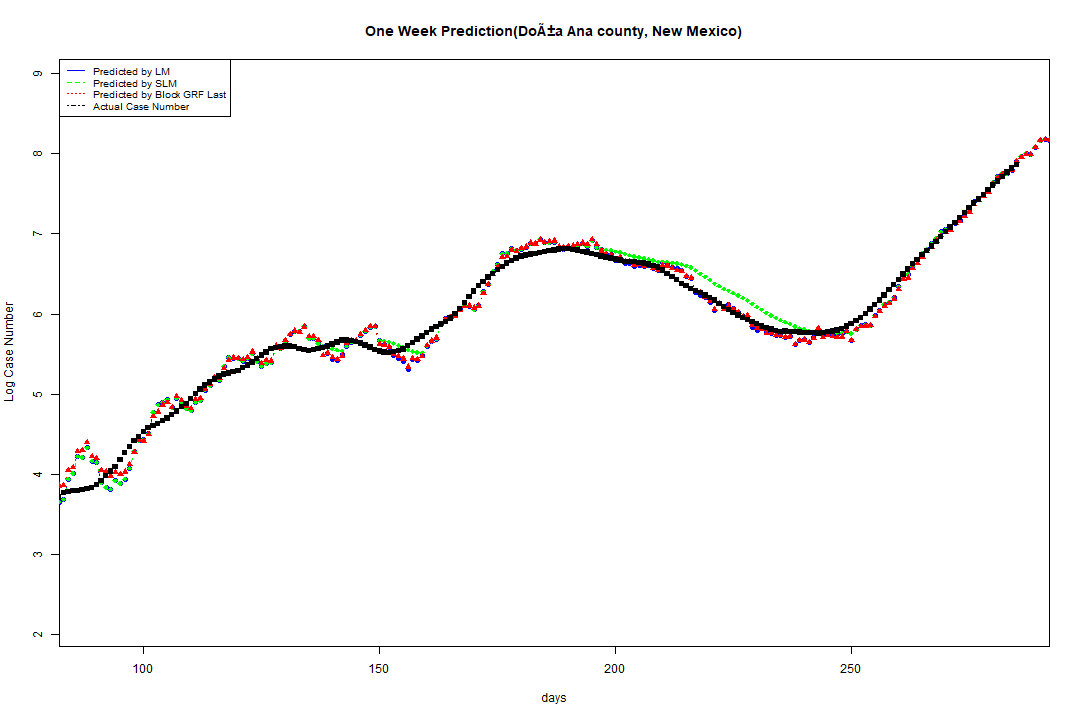 One Week Prediction(DoÃ±a Ana county, New Mexico)
Predicted by LM
Predicted by SLM
Predicted by Block GRF Last
Actual Case Number
9
8
7
6
5
4
3
2
Log Case Number
100 150 200 250
days